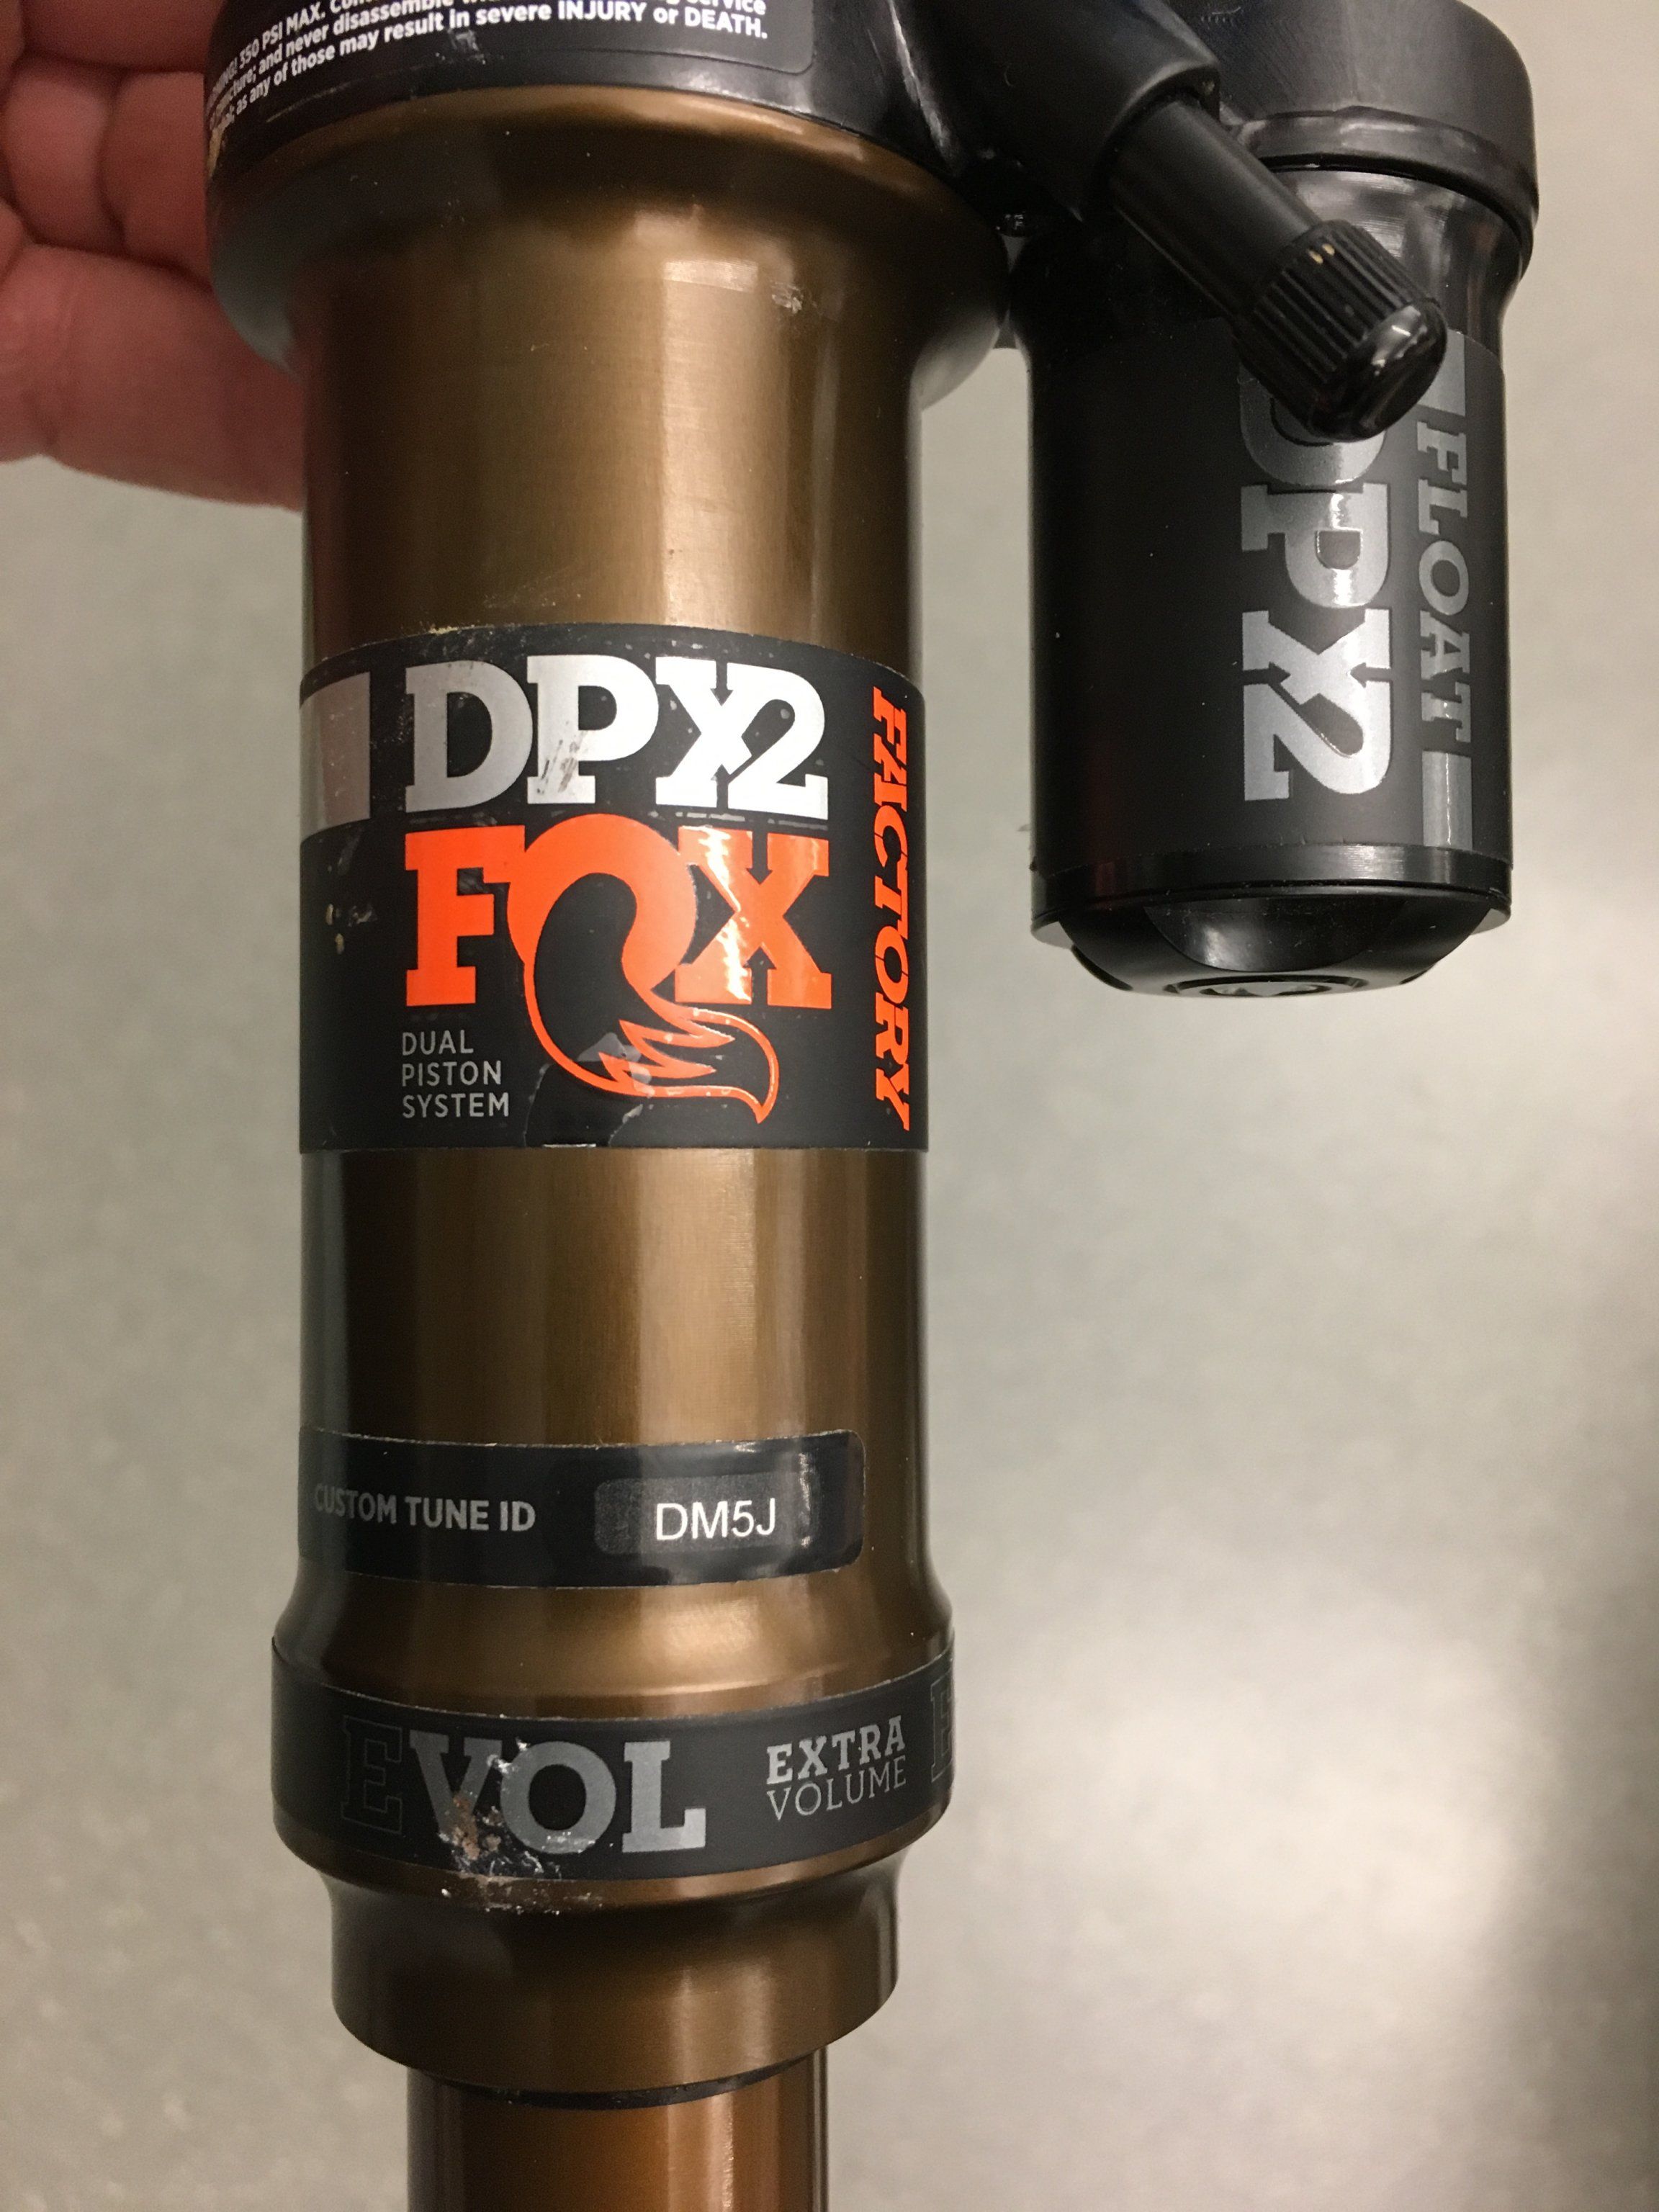 350 PSI MAX.
and never disassemble
service
as any of those may result in severe INJURY or DEATH.
FLOAT
DPX2
DPX2
FOX
FACTORY
DUAL
PISTON
SYSTEM
CUSTOM TUNE ID DM5J
EVOL
EXTRA
VOLUME
E